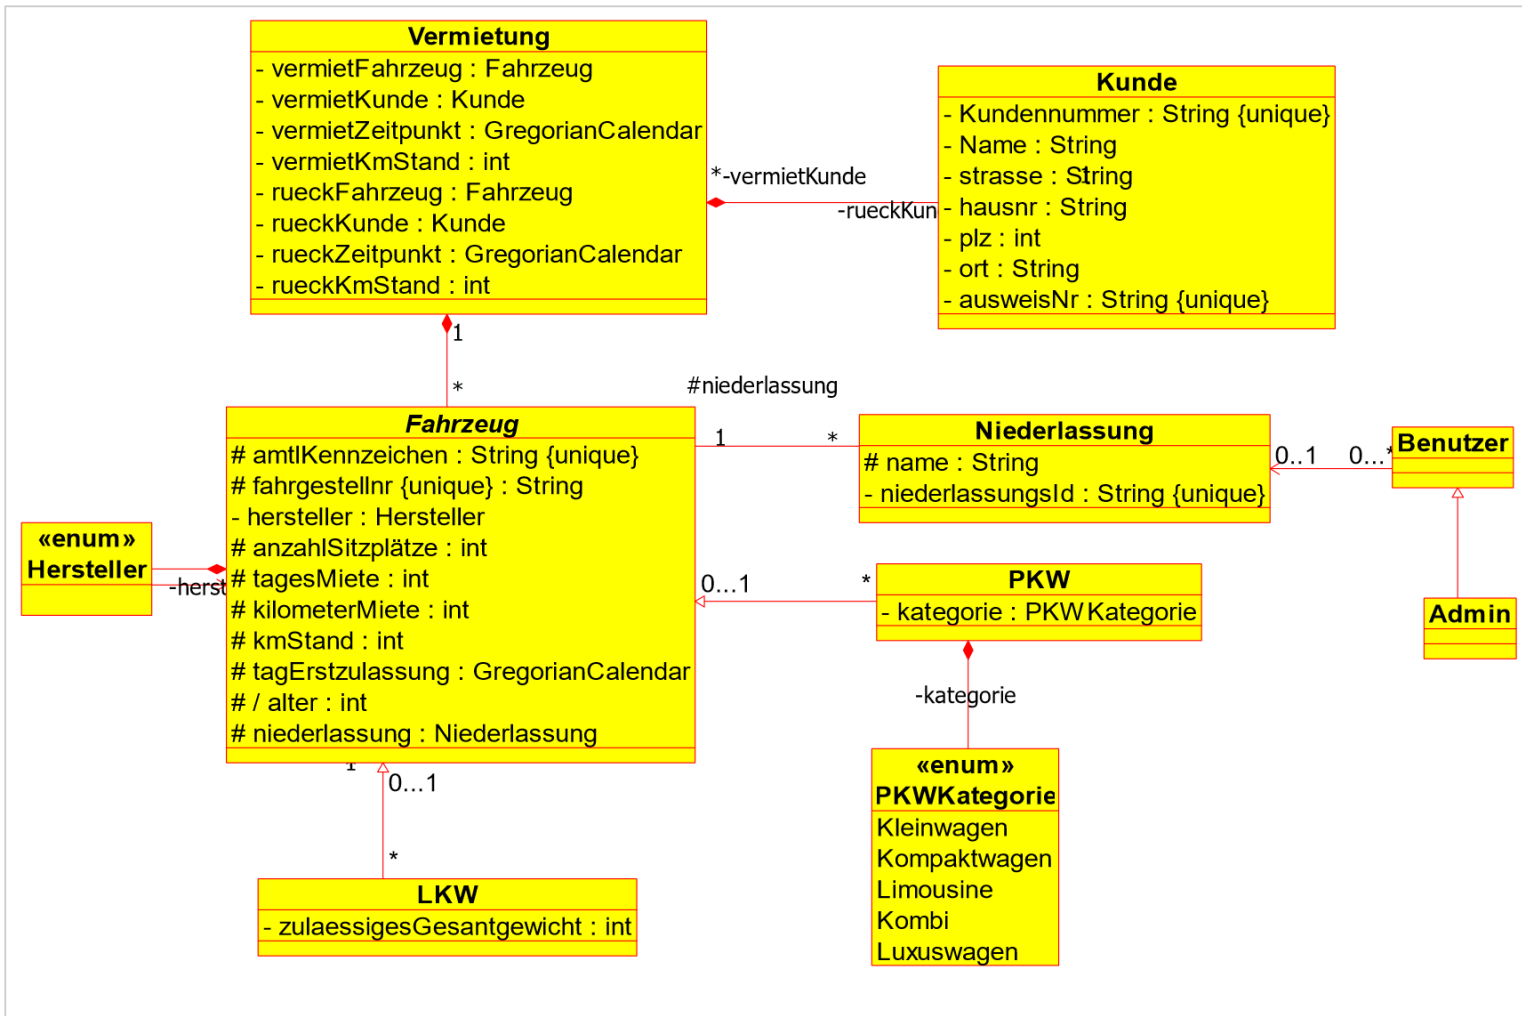 Vermietung
- vermietFahrzeug : Fahrzeug
- vermietKunde : Kunde
- vermietZeitpunkt : GregorianCalendar
- vermietKmStand : int
- rueckFahrzeug : Fahrzeug
- rueckKunde : Kunde
- rueckZeitpunkt : GregorianCalendar
- rueckKmStand : int
*-vermietKunde
-rueckKun
Kunde
- Kundennummer : String {unique}
- Name : String
- strasse : String
1
- hausnr : String
- plz : int
- ort : String
- ausweisNr : String {unique}
1
*
#niederlassung
1
*
Fahrzeug
# amtlKennzeichen : String {unique}
# fahrgestellnr {unique} : String
- hersteller : Hersteller
# anzahlSitzplätze : int
# tagesMiete : int
# kilometerMiete : int
# kmStand : int
# tagErstzulassung : GregorianCalendar
# / alter : int
# niederlassung : Niederlassung
Niederlassung
# name : String
- niederlassungsId : String {unique}
0..1
0...*
Benutzer
«enum»
Hersteller
-herst
0...1
*
PKW
- kategorie : PKWKategorie
Admin
-kategorie
1
0...1
*
«enum»
PKWKategorie
Kleinwagen
Kompaktwagen
Limousine
Kombi
Luxuswagen
LKW
- zulaessigesGesantgewicht : int